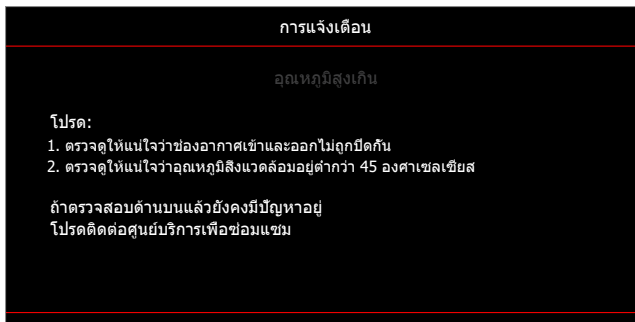 การแจ้งเตือน
อุณหภูมิสูงเกิน
โปรด:
1. ตรวจดูให้แน่ใจว่าช่องอากาศเข้าและออกไม่ถูกปิดกั้น
2. ตรวจดูให้แน่ใจว่าอุณหภูมิสิ่งแวดล้อมอยู่ต่ำกว่า 45 องศาเซลเซียส
ถ้าตรวจสอบด้านบนแล้วยังคงมีปัญหาอยู่
โปรดติดต่อศูนย์บริการเพื่อซ่อมแซม